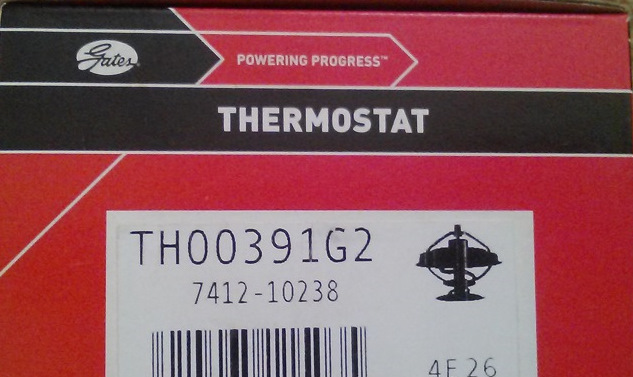 Gates
POWERING PROGRESS™
THERMOSTAT
TH00391G2
7412-10238
4F26